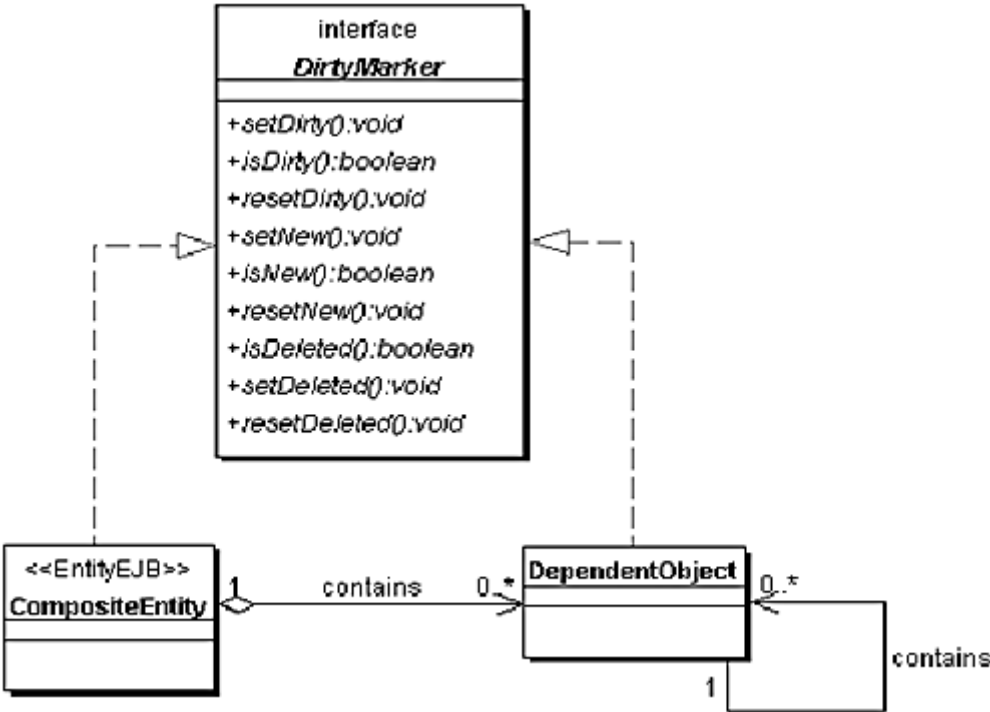 interface
DirtyMarker
+setDirty():void
+isDirty():boolean
+resetDirty():void
+setNew():void
+isNew():boolean
+resetNew():void
+isDeleted():boolean
+setDeleted():void
+resetDeleted():void
<<EntityEJB>>
CompositeEntity
1
contains
0..*
DependentObject
0..*
1
contains